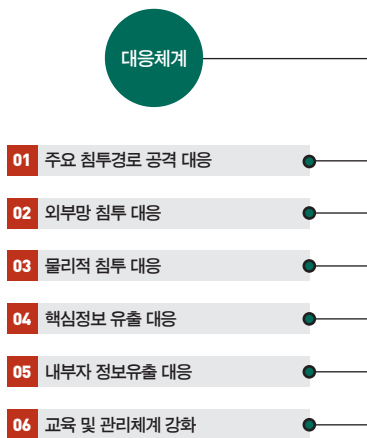 대응체계
01 주요 침투경로 공격 대응
02 외부망 침투 대응
03 물리적 침투 대응
04 핵심정보 유출 대응
05 내부자 정보유출 대응
06 교육 및 관리체계 강화